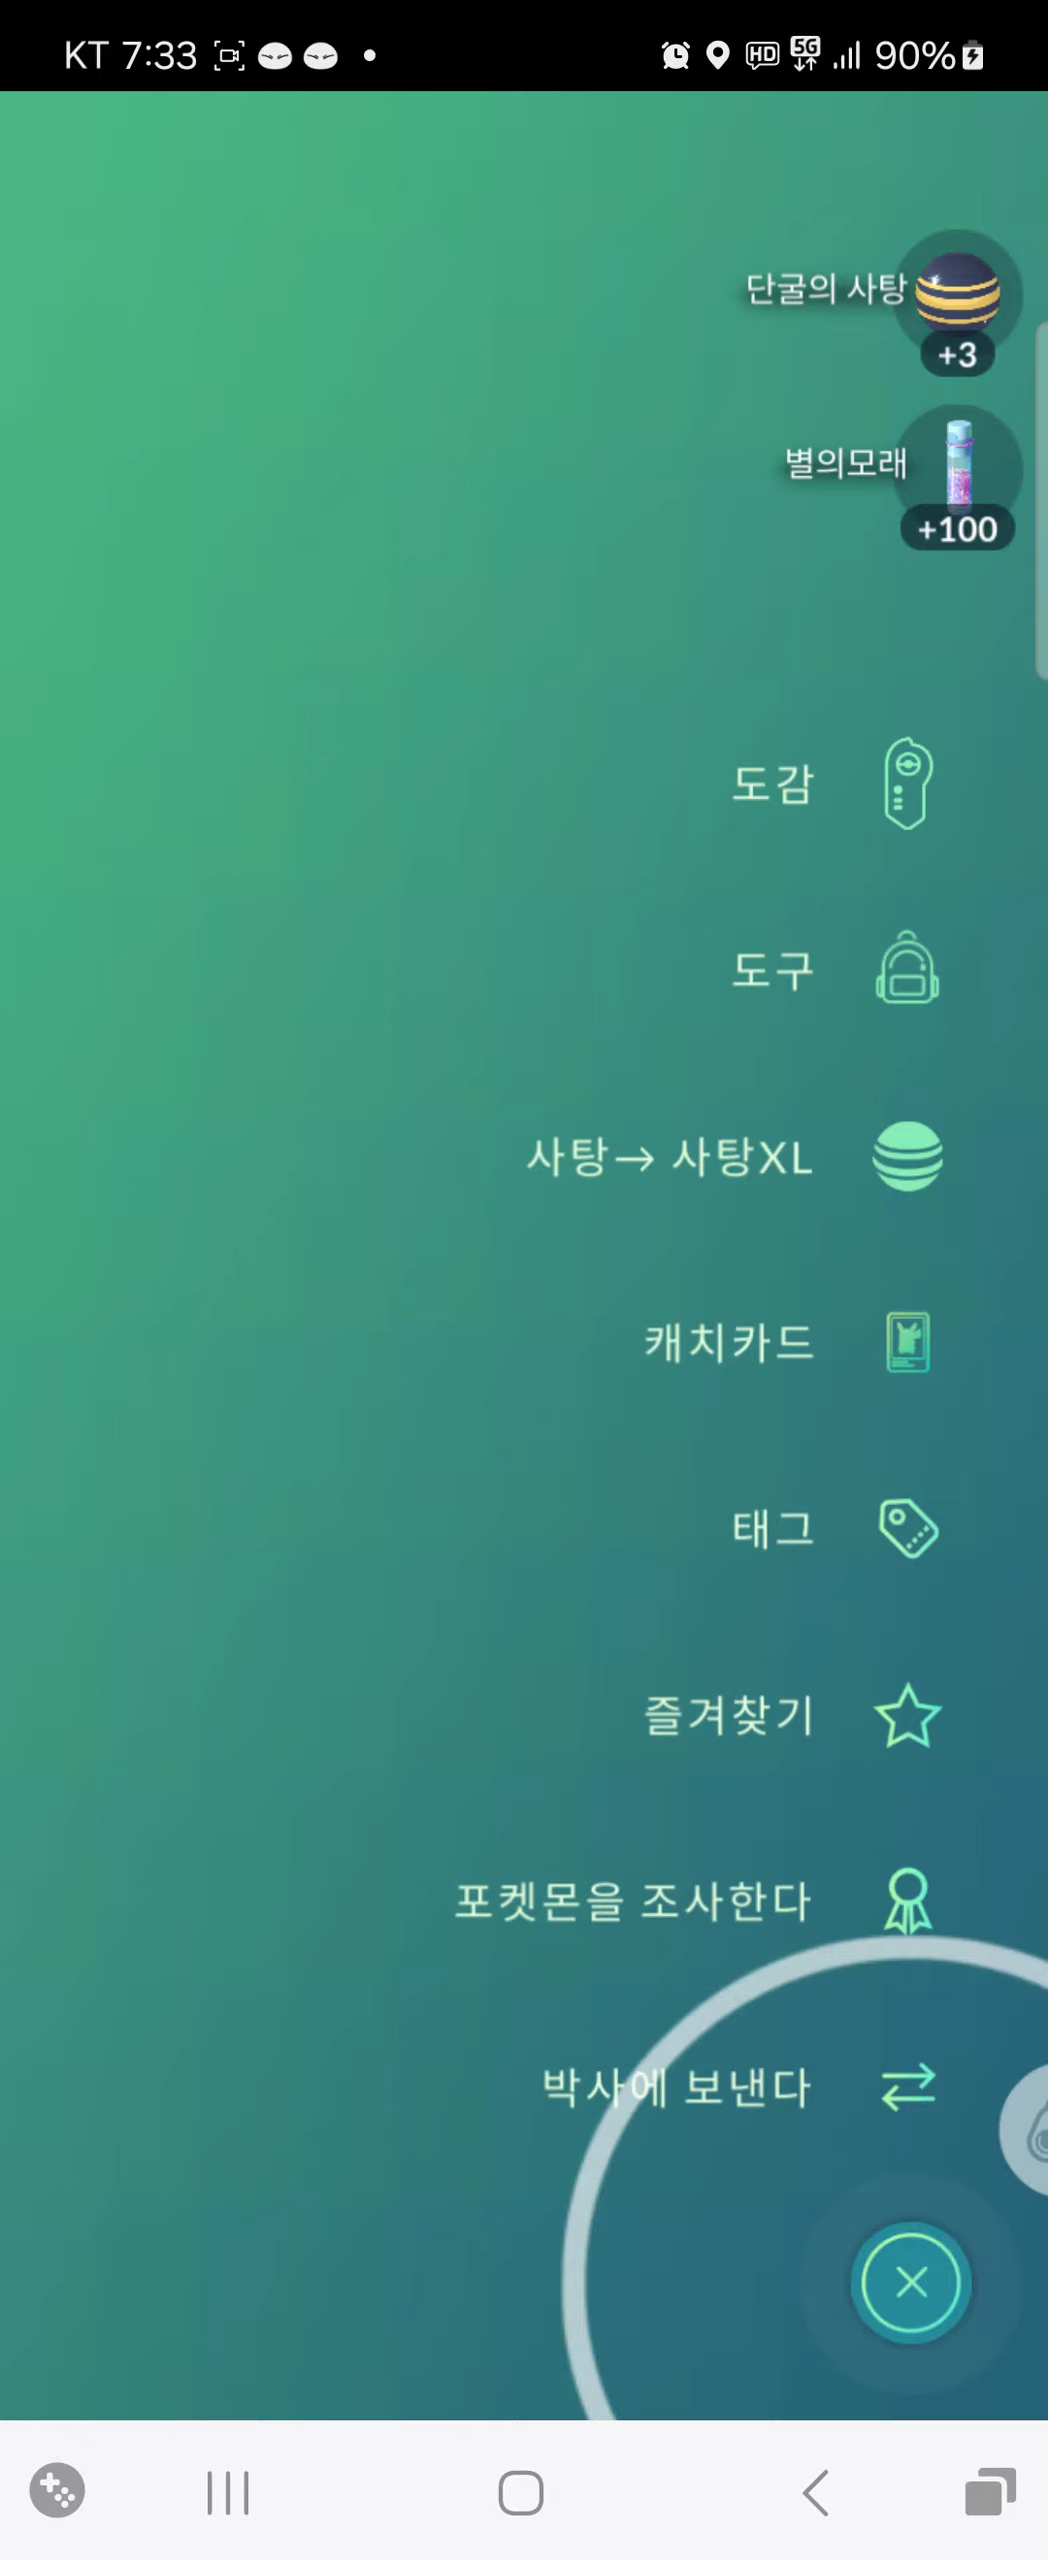 KT 7:33
HD 5G 90%
단굴의 사탕
+3
별의모래
+100
도감
도구
사탕→ 사탕XL
캐치카드
태그
즐겨찾기
포켓몬을 조사한다
박사에 보낸다